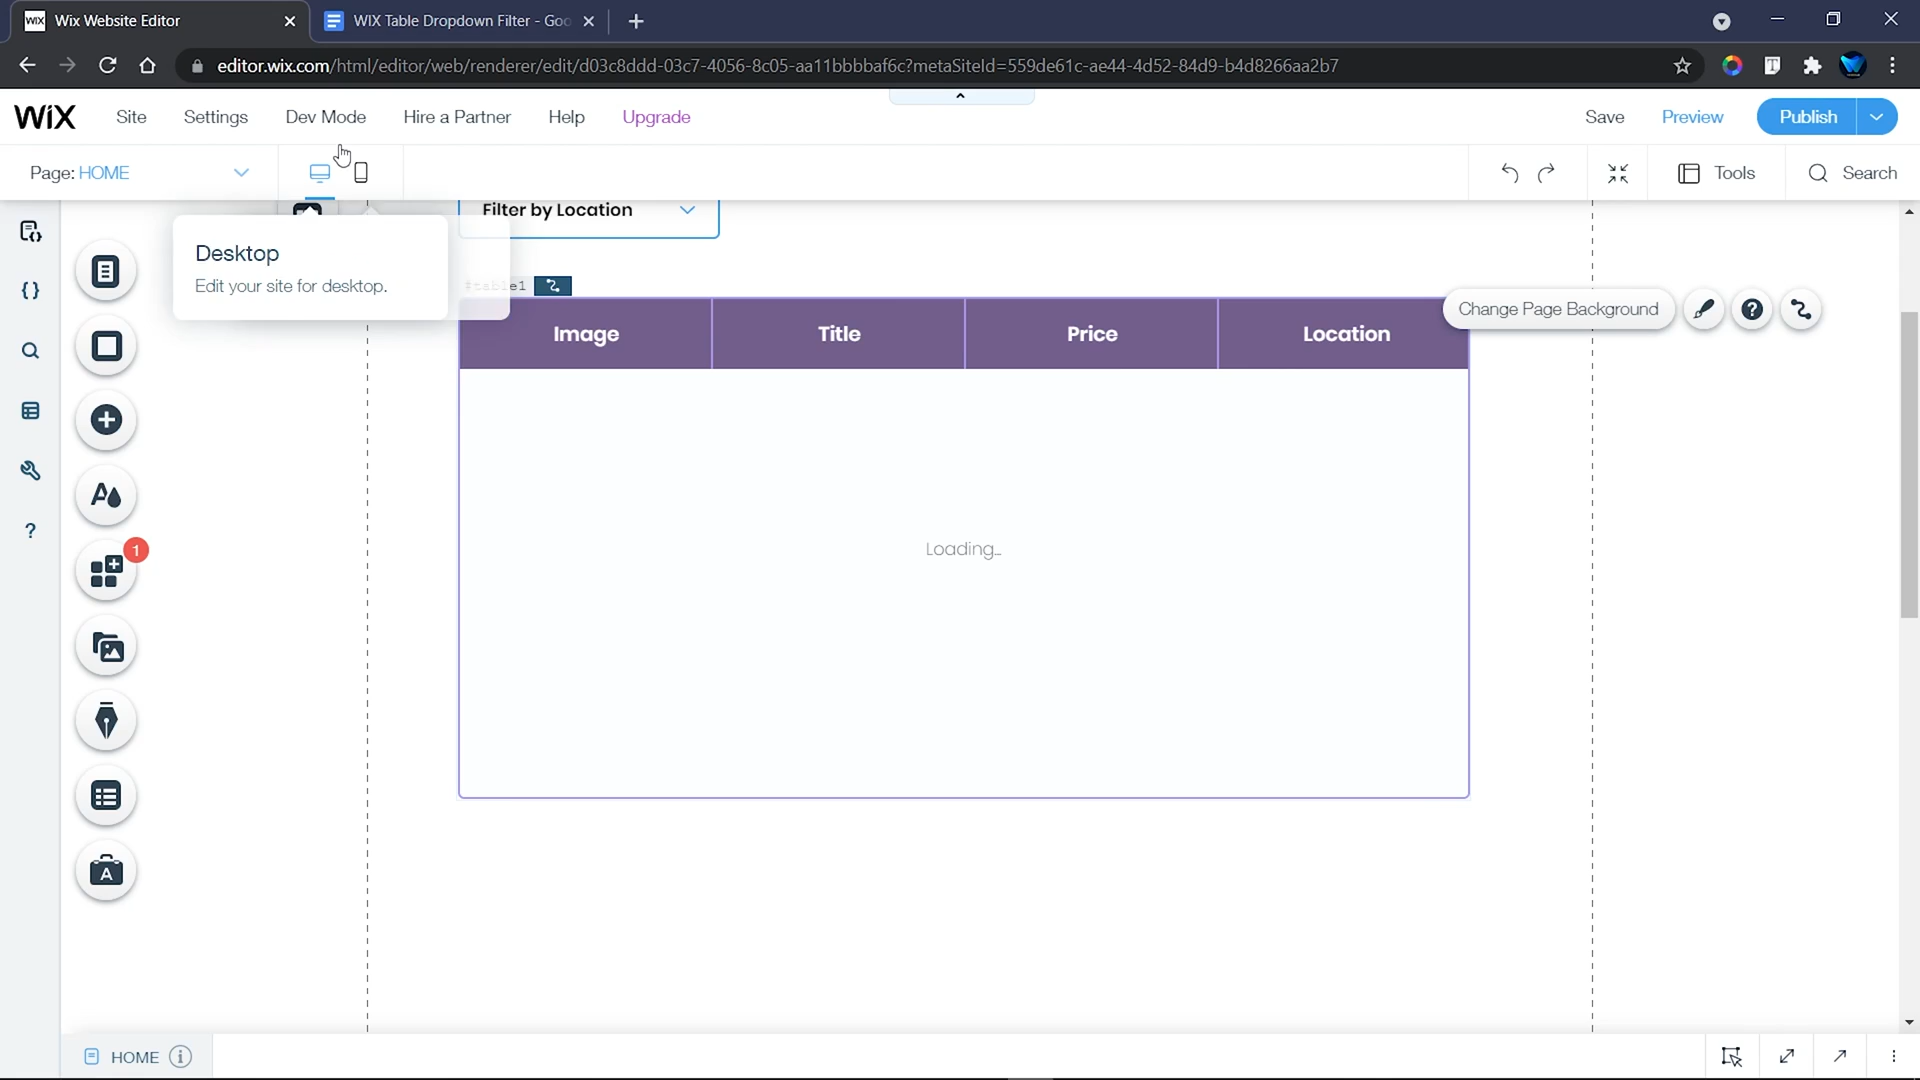 WiX Wix Website Editor
WIX Table Dropdown Filter - Goo
editor.wix.com/html/editor/web/renderer/edit/d03c8ddd-03c7-4056-8c05-aa11bbbbaf6c?metaSiteId=559de61c-ae44-4d52-84d9-b4d8266aa2b7
WiX Site Settings Dev Mode Hire a Partner Help Upgrade Save Preview Publish
Page: HOME Tools Search
Filter by Location
Desktop
Edit your site for desktop.
#table1
Change Page Background ?
Image Title Price Location
Loading...
?
1
A
HOME i